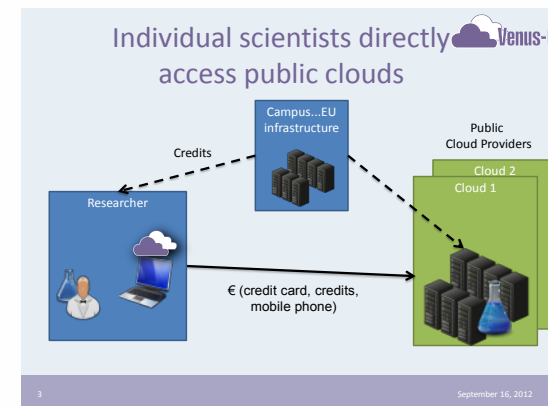 Individual scientists directly
access public clouds
Venus-
Campus...EU
infrastructure
Public
Cloud Providers
Credits
Cloud 2
Cloud 1
Researcher
€ (credit card, credits,
mobile phone)
3
September 16, 2012